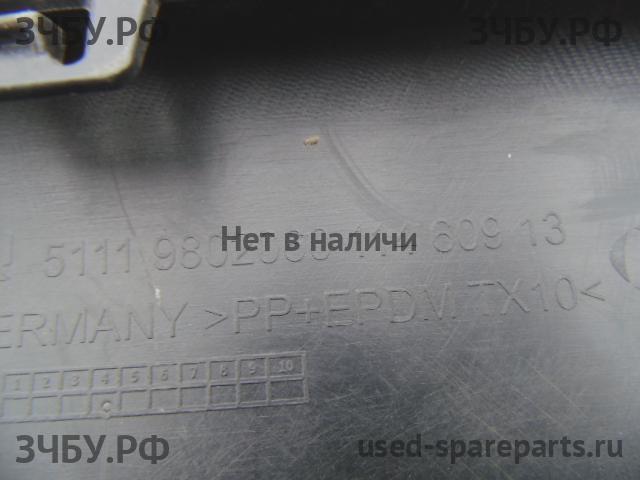 ЗЧБУ.РФ ЗЧБУ.РФ
5111 13
Нет в наличи
GERMANY >PP+EPDM TX10<
1 2 3 4 5 6 7 8 9 10
ЗЧБУ.РФ used-spareparts.ru